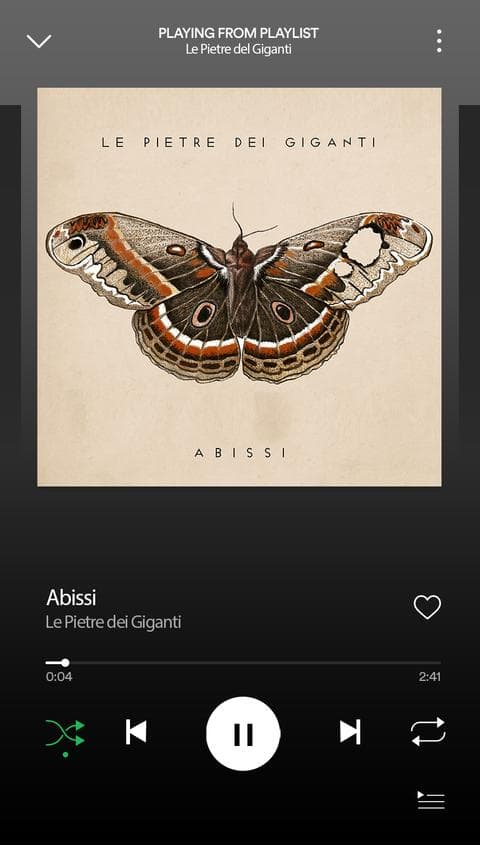 PLAYING FROM PLAYLIST
Le Pietre del Giganti
LE PIETRE DEI GIGANTI
ABISSI
Abissi
Le Pietre dei Giganti
0:04
2:41